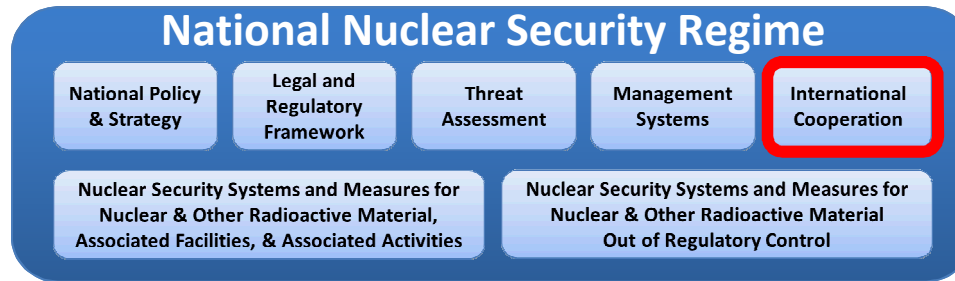 National Nuclear Security Regime
National Policy
& Strategy
Legal and
Regulatory
Framework
Threat
Assessment
Management
Systems
International
Cooperation
Nuclear Security Systems and Measures for
Nuclear & Other Radioactive Material,
Associated Facilities, & Associated Activities
Nuclear Security Systems and Measures for
Nuclear & Other Radioactive Material
Out of Regulatory Control